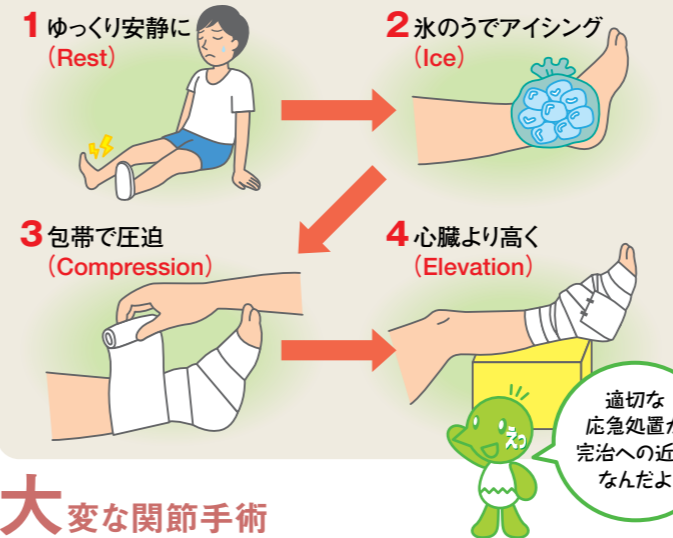 1 ゆっくり安静に
(Rest)
2 氷のうでアイシング
(Ice)
3 包帯で圧迫
(Compression)
4 心臓より高く
(Elevation)
えっ
適切な
応急処置が
完治への近
なんだよ
大変な関節手術